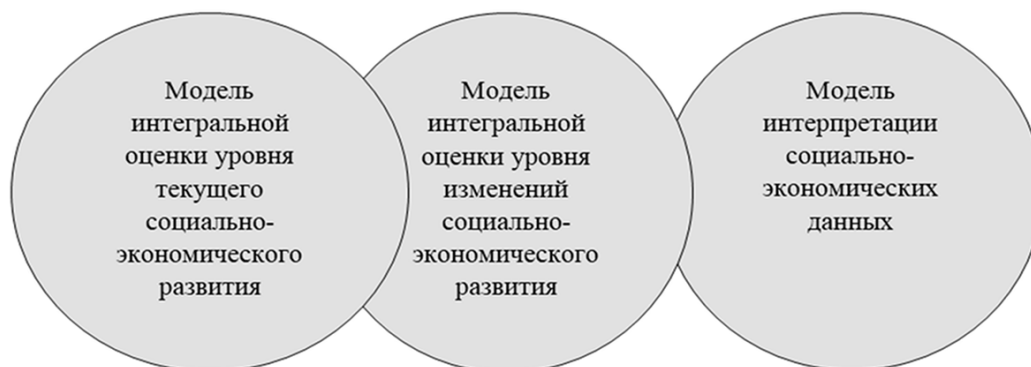 Модель
интегральной
оценки уровня
текущего
социально-
экономического
развития
Модель
интегральной
оценки уровня
изменений
социально-
экономического
развития
Модель
интерпретации
социально-
экономических
данных